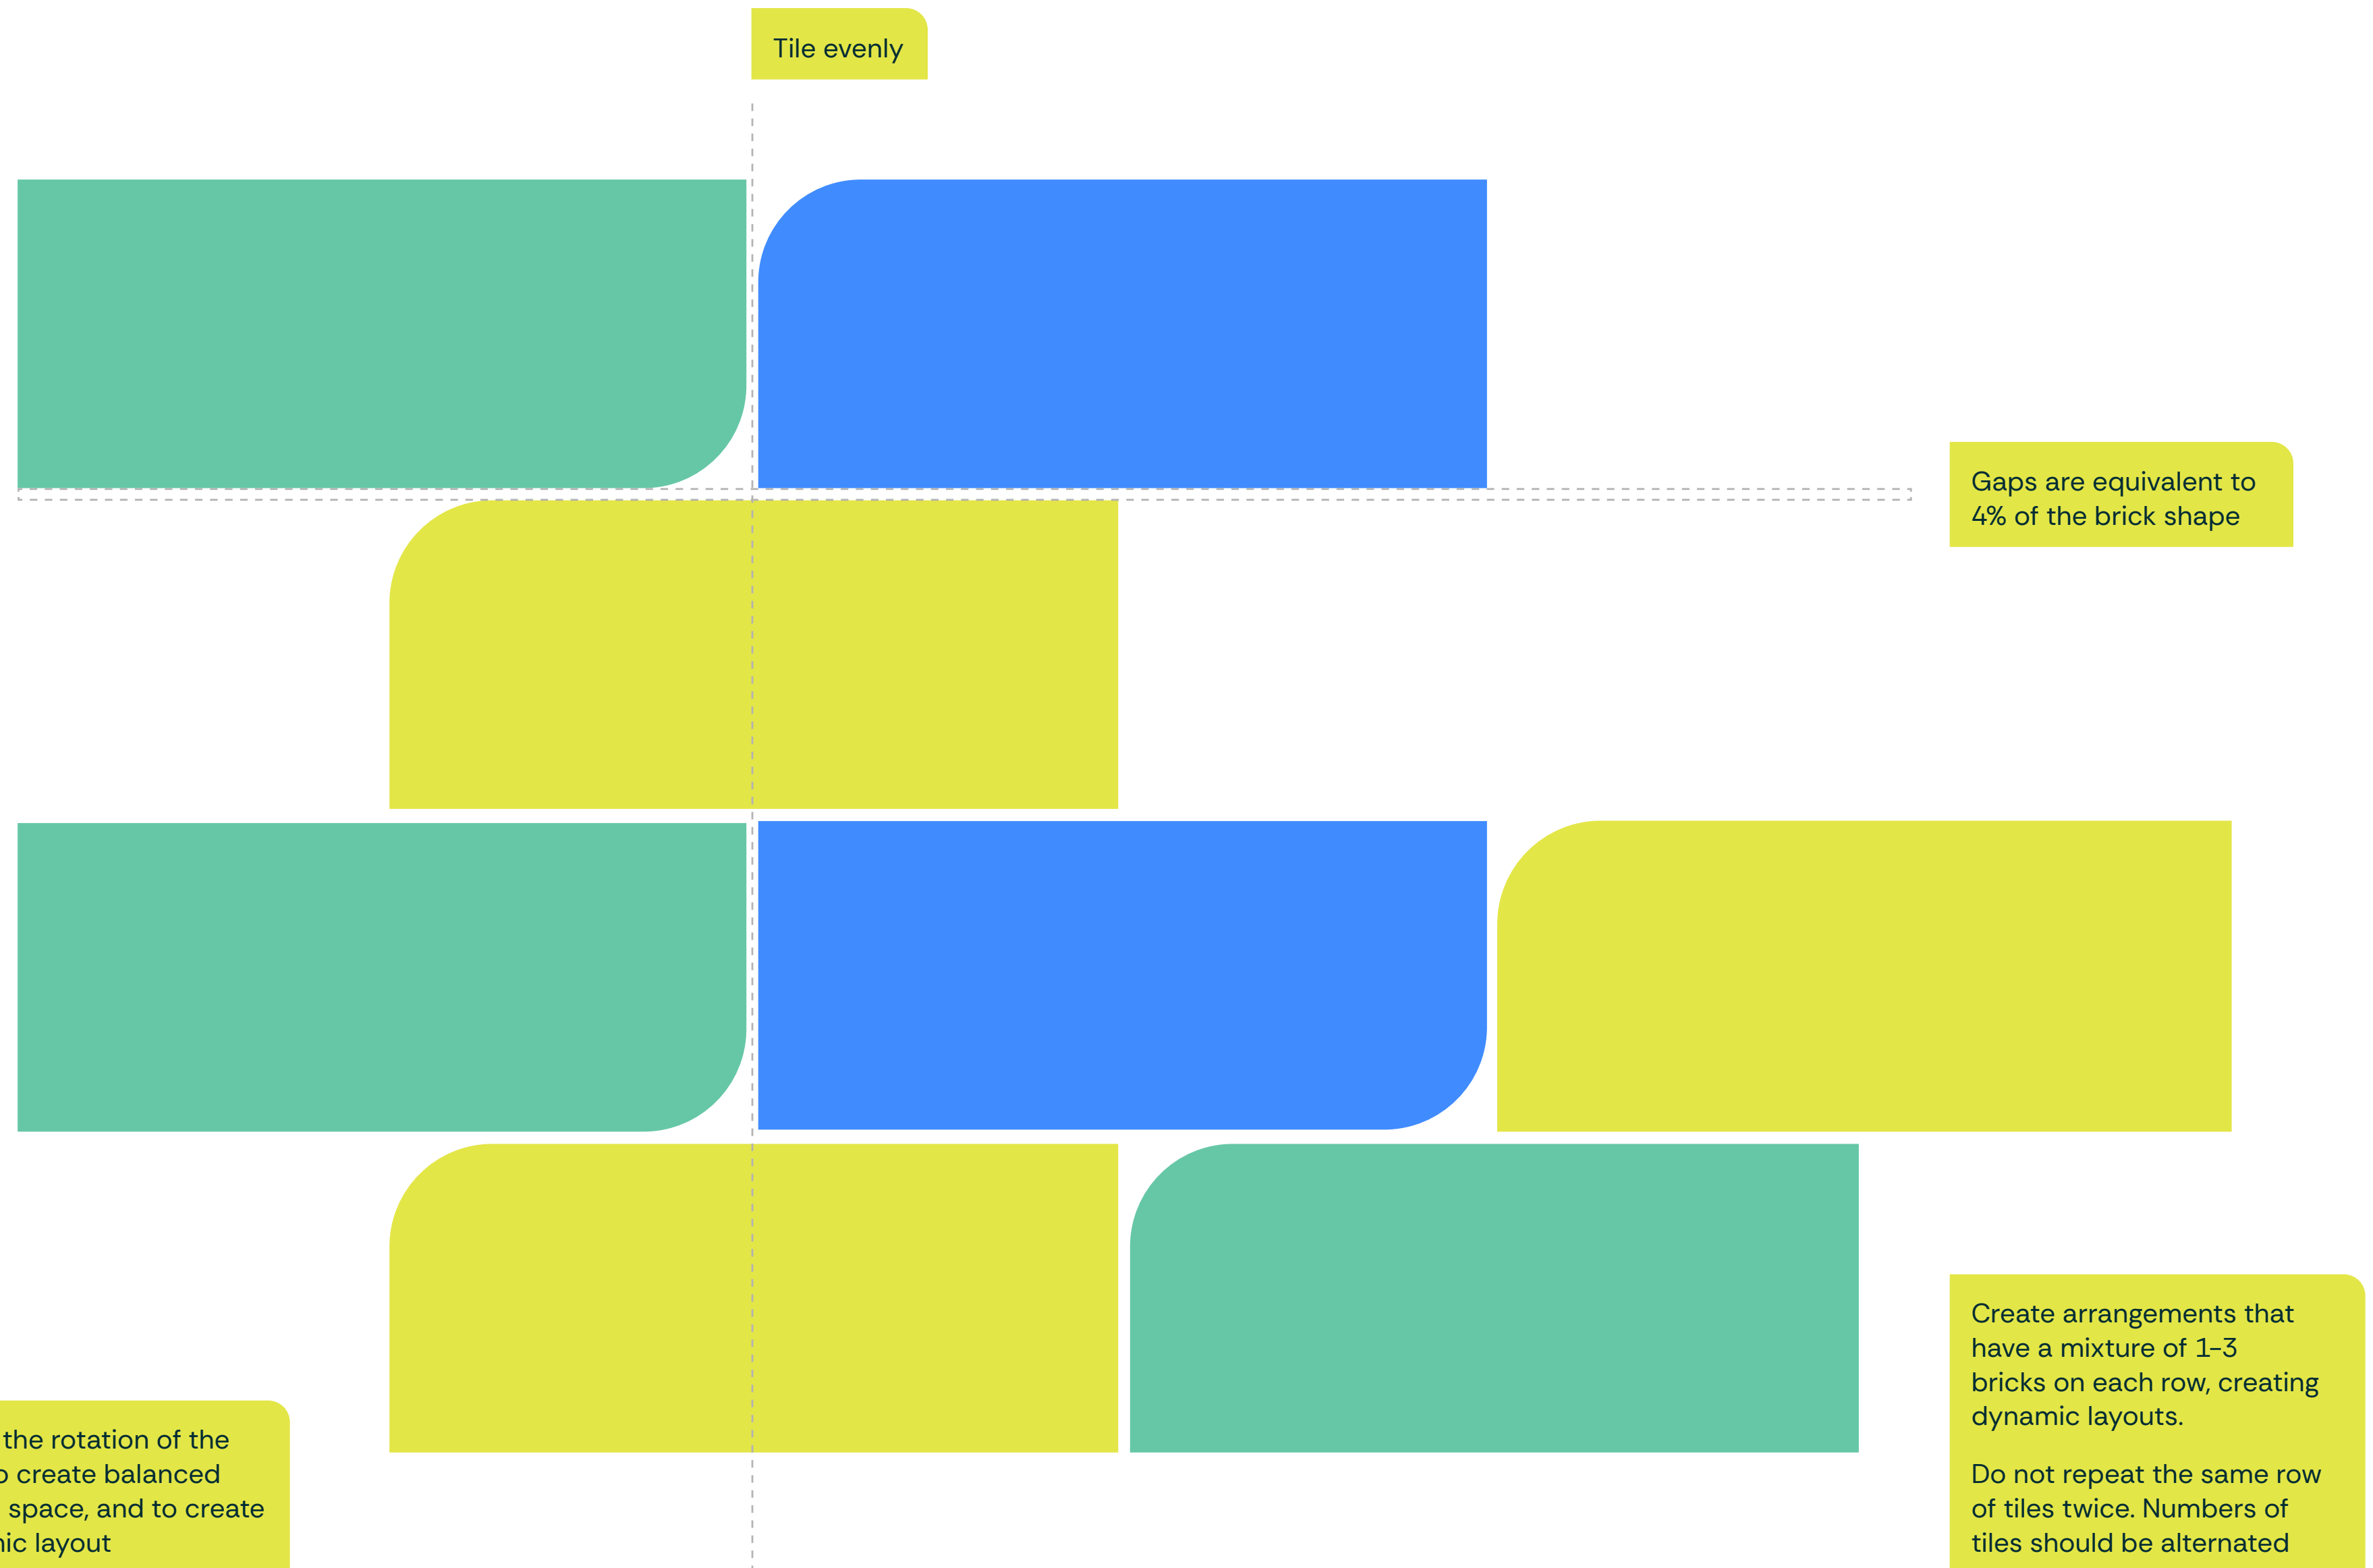 Tile evenly
Gaps are equivalent to
4% of the brick shape
Create arrangements that
have a mixture of 1–3
bricks on each row, creating
dynamic layouts.
Do not repeat the same row
of tiles twice. Numbers of
tiles should be alternated
the rotation of the
create balanced
space, and to create
layout